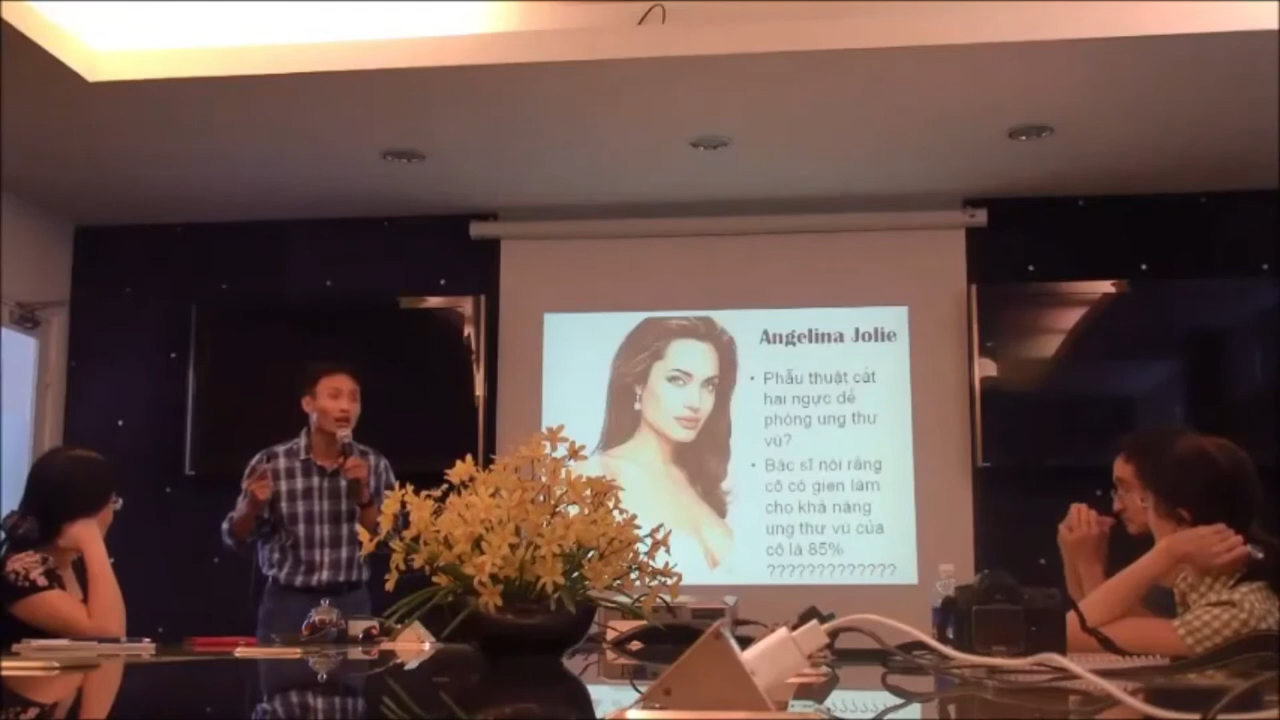 Angelina Jolie
• Phẫu thuật cắt
hai ngực để
phòng ung thư
vú?
• Bác sĩ nói rằng
cô có gien làm
cho khả năng
ung thư vú của
cô là 85%
?????????????